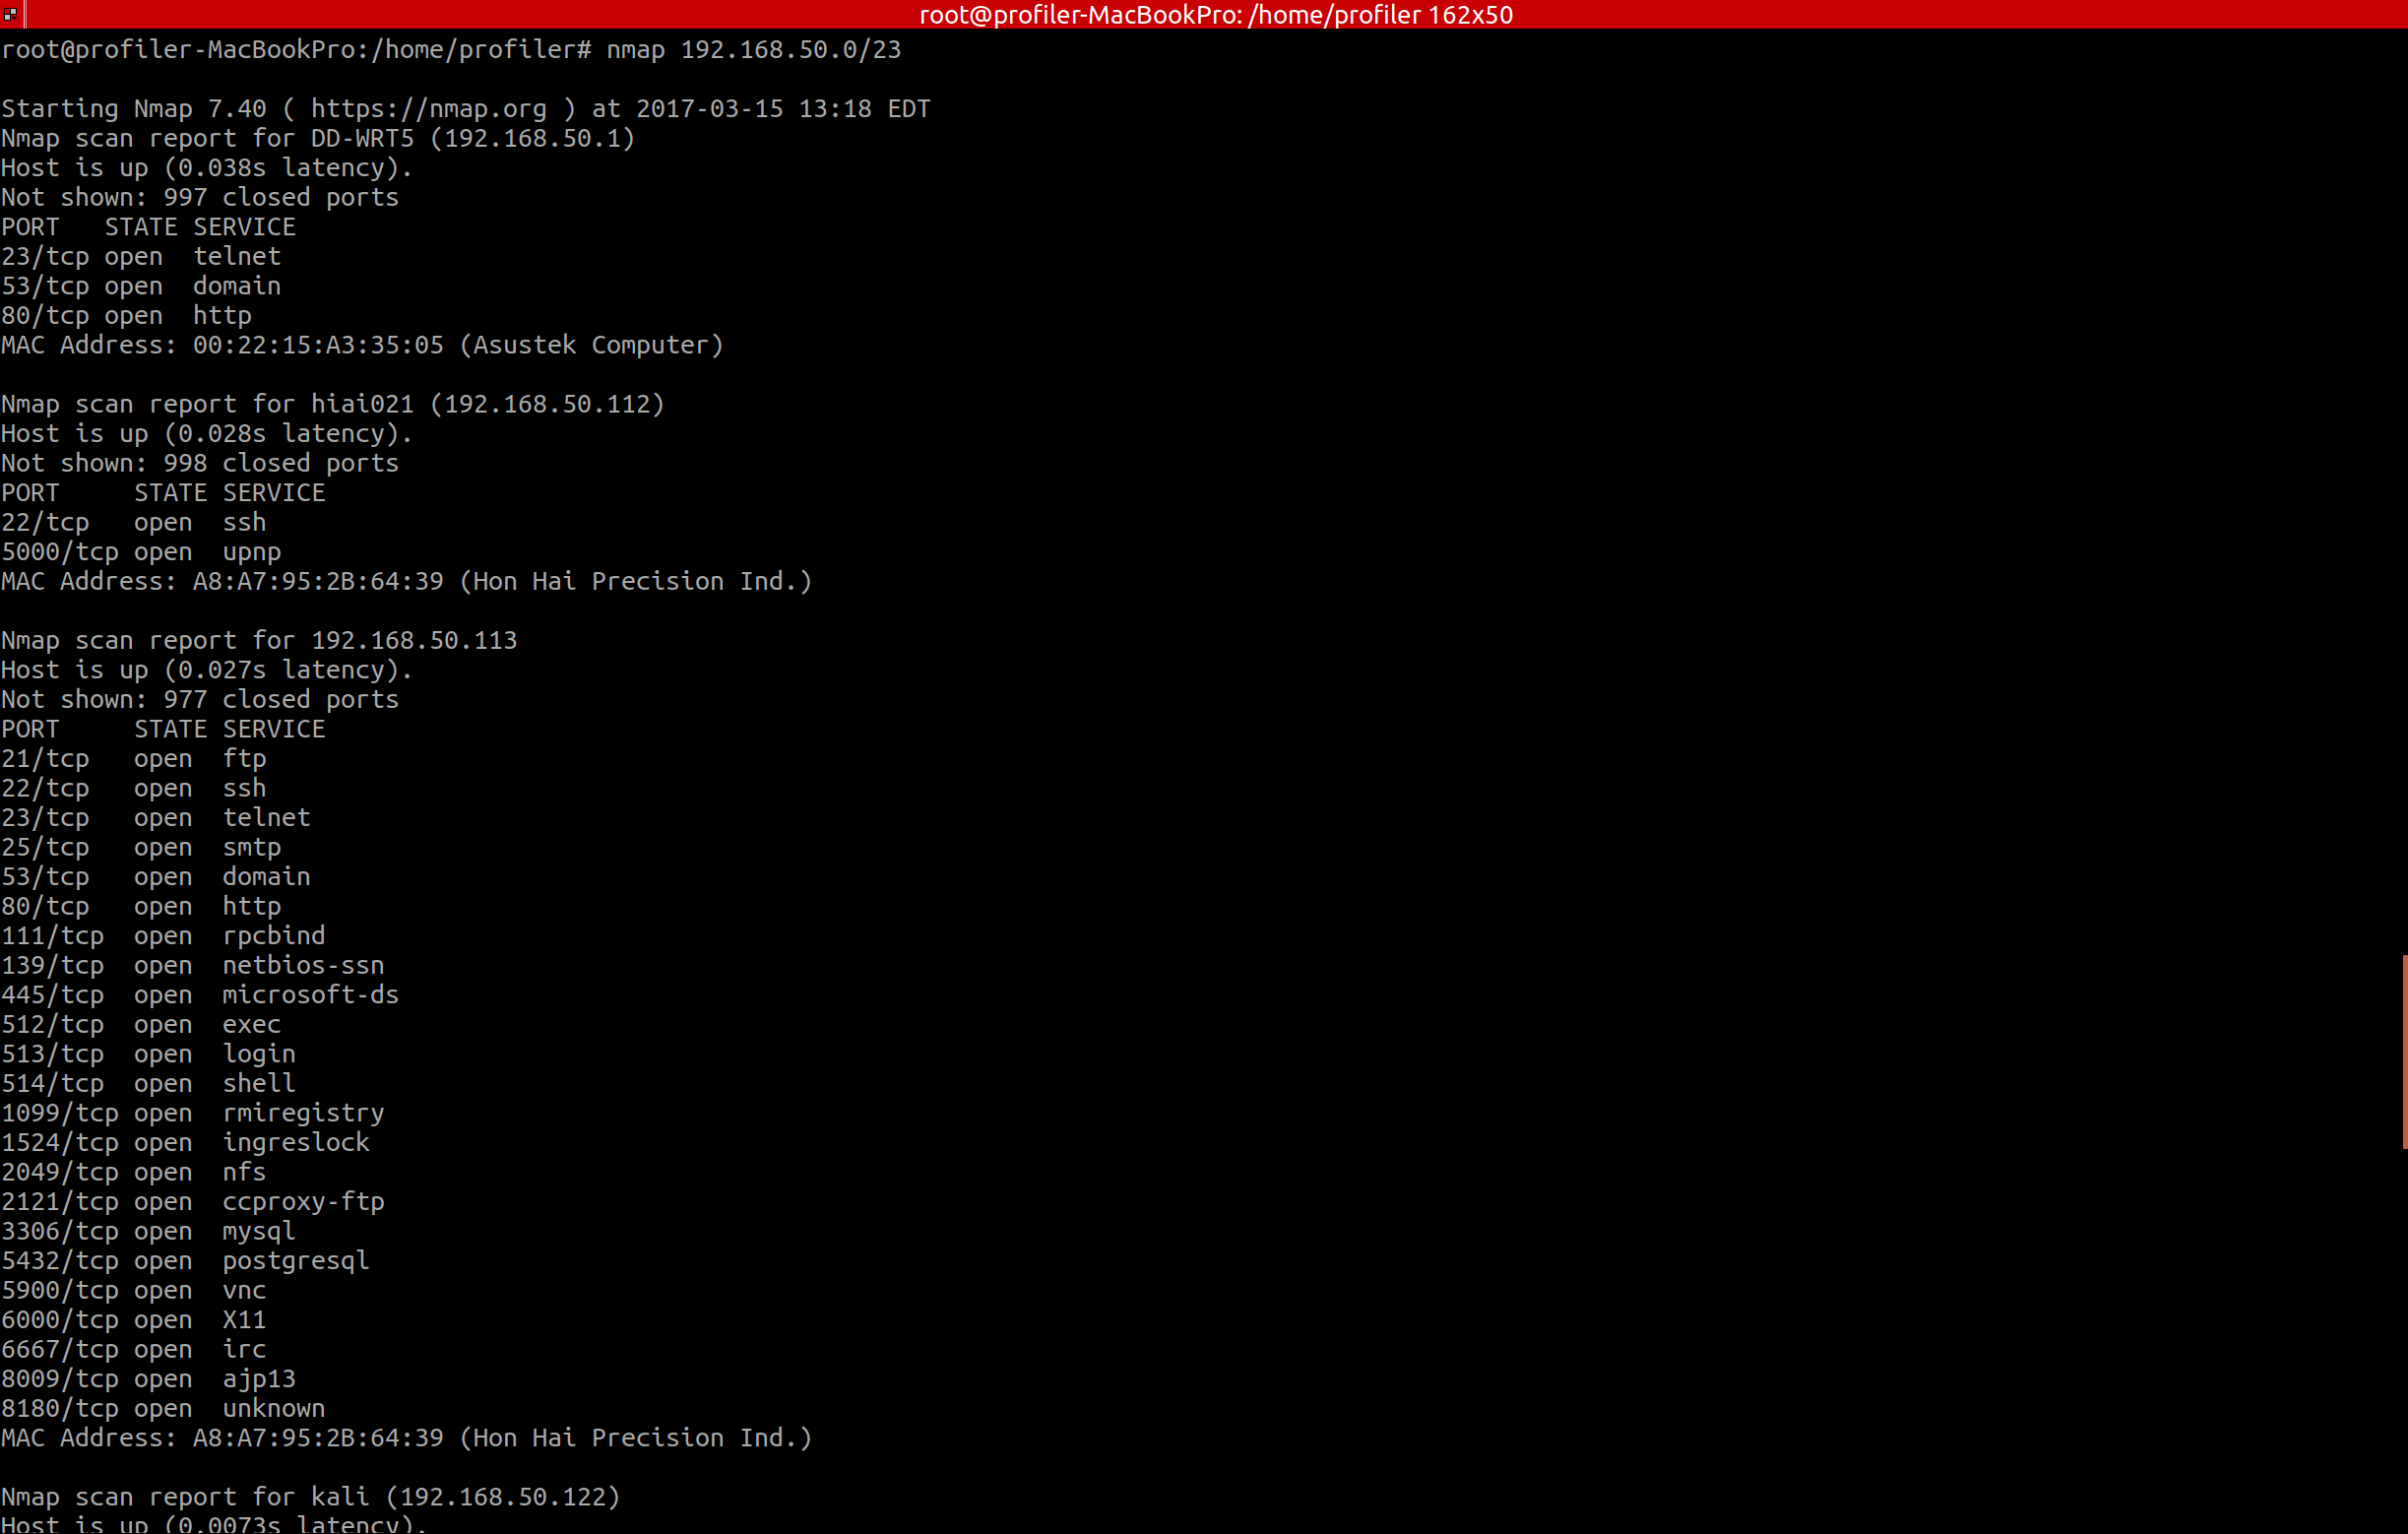 root@profiler-MacBookPro: /home/profiler 162x50
root@profiler-MacBookPro:/home/profiler# nmap 192.168.50.0/23

Starting Nmap 7.40 ( https://nmap.org ) at 2017-03-15 13:18 EDT
Nmap scan report for DD-WRT5 (192.168.50.1)
Host is up (0.038s latency).
Not shown: 997 closed ports
PORT   STATE SERVICE
23/tcp open  telnet
53/tcp open  domain
80/tcp open  http
MAC Address: 00:22:15:A3:35:05 (Asustek Computer)

Nmap scan report for hiai021 (192.168.50.112)
Host is up (0.028s latency).
Not shown: 998 closed ports
PORT     STATE SERVICE
22/tcp   open  ssh
5000/tcp open  upnp
MAC Address: A8:A7:95:2B:64:39 (Hon Hai Precision Ind.)

Nmap scan report for 192.168.50.113
Host is up (0.027s latency).
Not shown: 977 closed ports
PORT     STATE SERVICE
21/tcp   open  ftp
22/tcp   open  ssh
23/tcp   open  telnet
25/tcp   open  smtp
53/tcp   open  domain
80/tcp   open  http
111/tcp  open  rpcbind
139/tcp  open  netbios-ssn
445/tcp  open  microsoft-ds
512/tcp  open  exec
513/tcp  open  login
514/tcp  open  shell
1099/tcp open  rmiregistry
1524/tcp open  ingreslock
2049/tcp open  nfs
2121/tcp open  ccproxy-ftp
3306/tcp open  mysql
5432/tcp open  postgresql
5900/tcp open  vnc
6000/tcp open  X11
6667/tcp open  irc
8009/tcp open  ajp13
8180/tcp open  unknown
MAC Address: A8:A7:95:2B:64:39 (Hon Hai Precision Ind.)

Nmap scan report for kali (192.168.50.122)
Host is up (0.0073s latency).